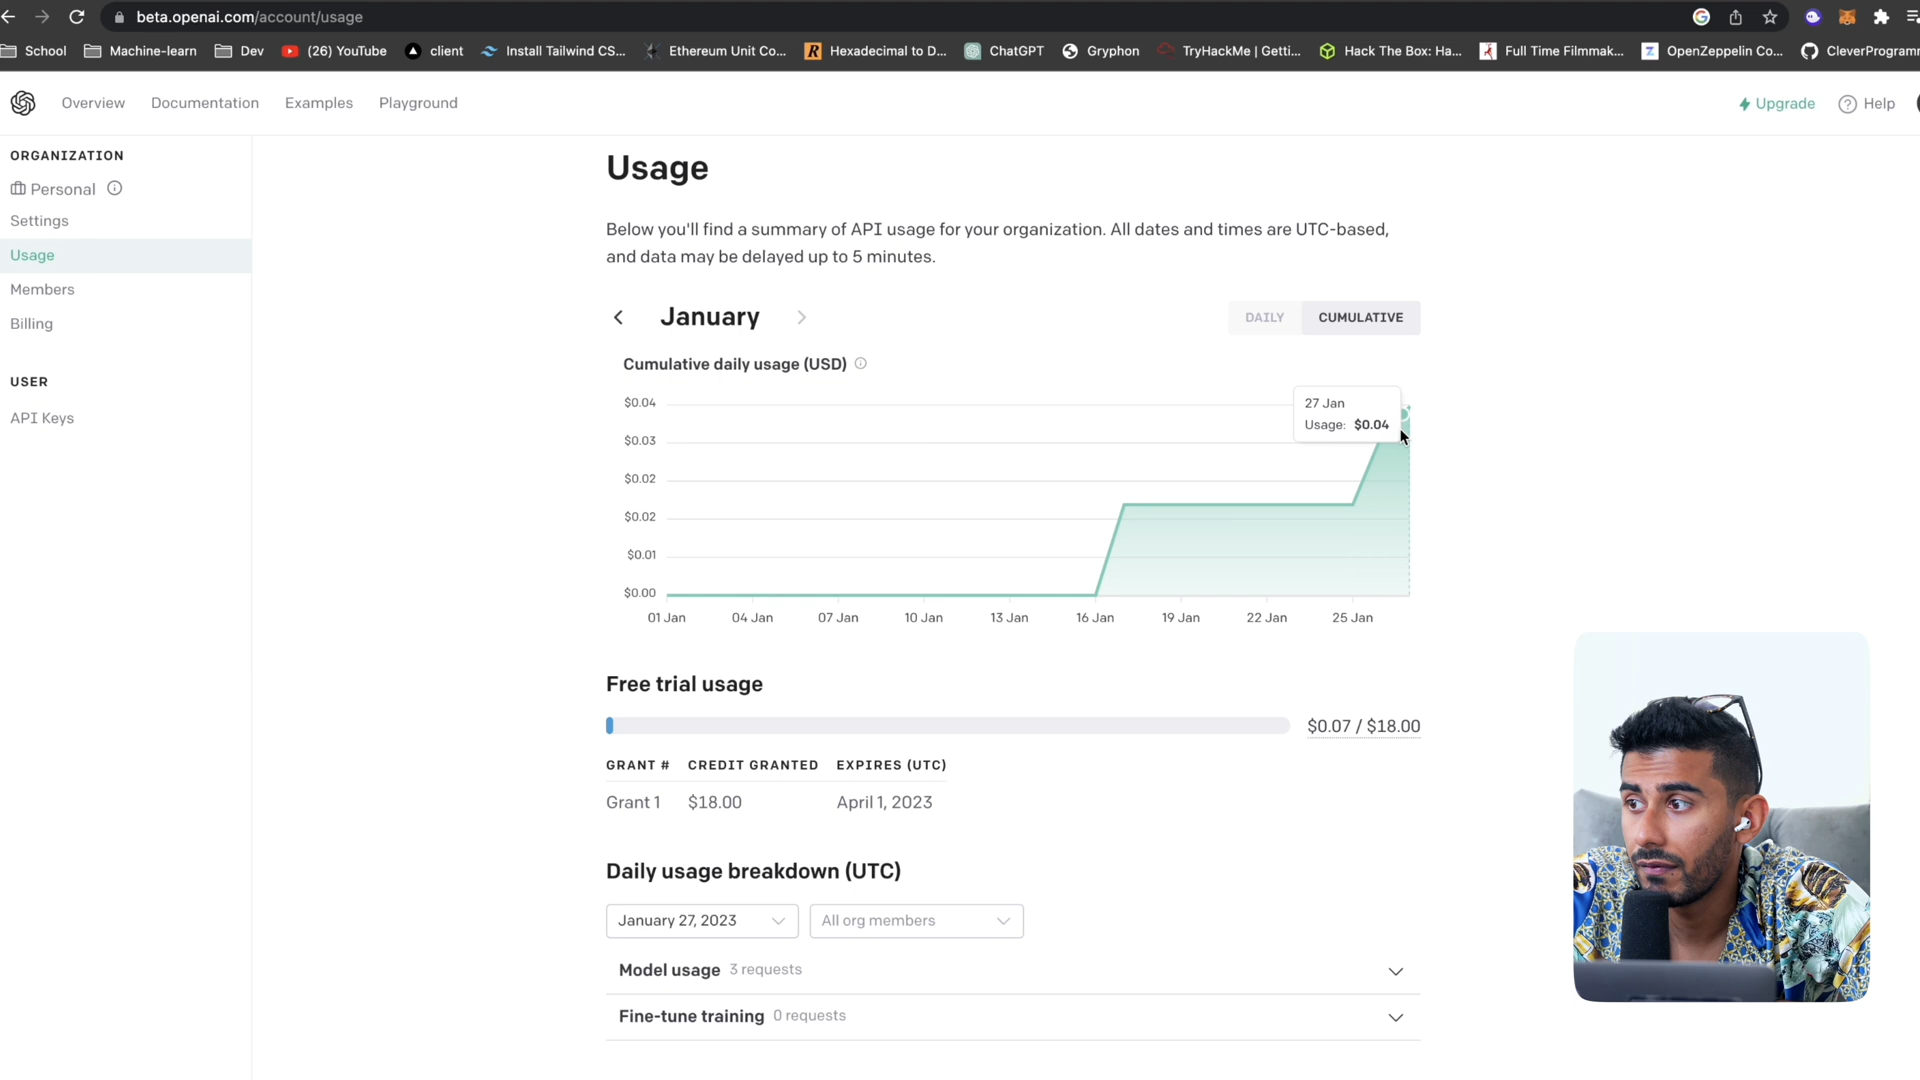 beta.openai.com/account/usage
School
Machine-learn
Dev
(26) YouTube
client
Install Tailwind CS...
Ethereum Unit Co...
Hexadecimal to D...
ChatGPT
Gryphon
TryHackMe | Getti...
Hack The Box: Ha...
Full Time Filmmak...
OpenZeppelin Co...
CleverProgramm
Overview
Documentation
Examples
Playground
Upgrade
Help
ORGANIZATION
Personal
Settings
Usage
Members
Billing
USER
API Keys
Usage
Below you'll find a summary of API usage for your organization. All dates and times are UTC-based,
and data may be delayed up to 5 minutes.
January
DAILY
CUMULATIVE
Cumulative daily usage (USD)
$0.04
$0.03
$0.02
$0.02
$0.01
$0.00
27 Jan
Usage: $0.04
01 Jan
04 Jan
07 Jan
10 Jan
13 Jan
16 Jan
19 Jan
22 Jan
25 Jan
Free trial usage
$0.07 / $18.00
GRANT # CREDIT GRANTED EXPIRES (UTC)
Grant 1 $18.00 April 1, 2023
Daily usage breakdown (UTC)
January 27, 2023
All org members
Model usage 3 requests
Fine-tune training 0 requests